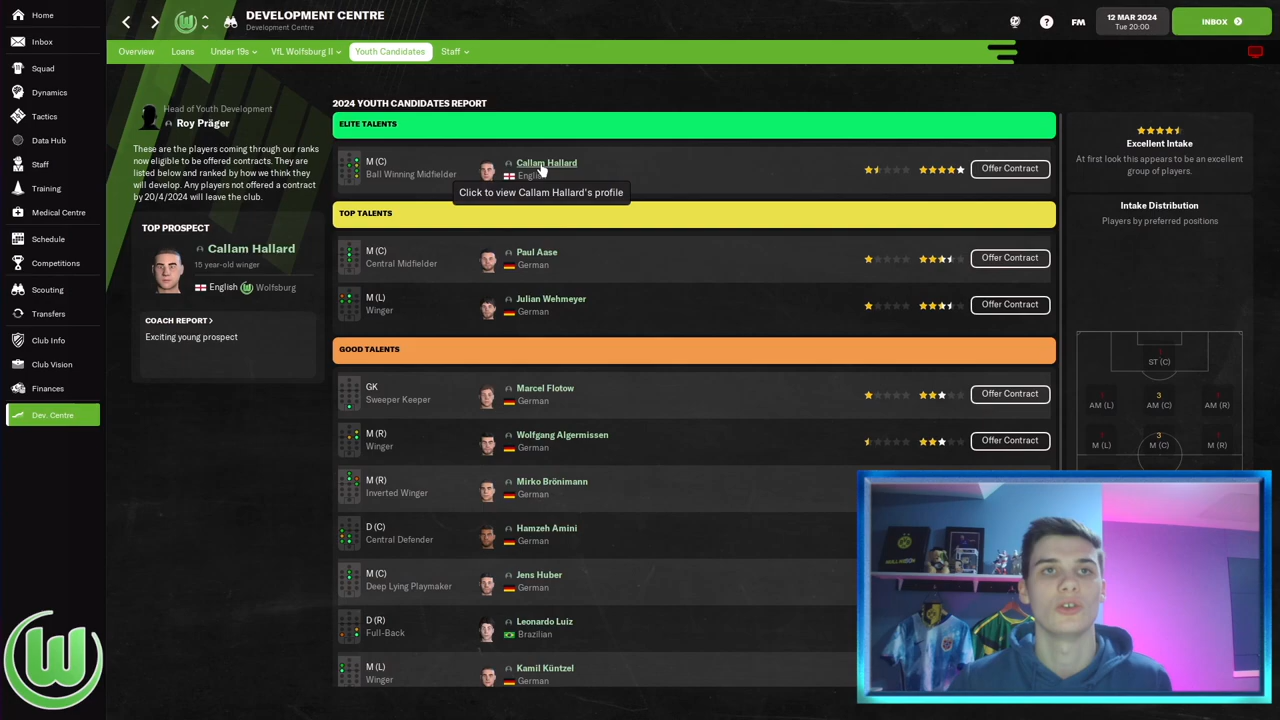 Home
DEVELOPMENT CENTRE
Development Centre
FM
12 MAR 2024
Tue 20:00
INBOX
Inbox
Overview
Loans
Under 19s
VfL Wolfsburg II
Youth Candidates
Staff
Squad
Dynamics
Tactics
Data Hub
Staff
Training
Medical Centre
Schedule
Competitions
Scouting
Transfers
Club Info
Club Vision
Finances
Dev. Centre
Head of Youth Development
Roy Präger
These are the players coming through our ranks
now eligible to be offered contracts. They are
listed below and ranked by how we think they
will develop. Any players not offered a contract
by 20/4/2024 will leave the club.
TOP PROSPECT
Callam Hallard
15 year-old winger
English
Wolfsburg
COACH REPORT >
Exciting young prospect
2024 YOUTH CANDIDATES REPORT
ELITE TALENTS
M (C)
Ball Winning Midfielder
Callam Hallard
Offer Contract
Click to view Callam Hallard's profile
TOP TALENTS
M (C)
Central Midfielder
Paul Aase
German
Offer Contract
M (L)
Winger
Julian Wehmeyer
German
Offer Contract
GOOD TALENTS
GK
Sweeper Keeper
Marcel Flotow
German
Offer Contract
M (R)
Winger
Wolfgang Algermissen
German
Offer Contract
M (R)
Inverted Winger
Mirko Brönimann
German
D (C)
Central Defender
Hamzeh Amini
German
M (C)
Deep Lying Playmaker
Jens Huber
German
D (R)
Full-Back
Leonardo Luiz
Brazilian
M (L)
Winger
Kamil Küntzel
German
Excellent Intake
At first look this appears to be an excellent
group of players.
Intake Distribution
Players by preferred positions
ST (C)
3
AM (L)
AM (C)
AM (R)
3
M (L)
M (C)
M (R)